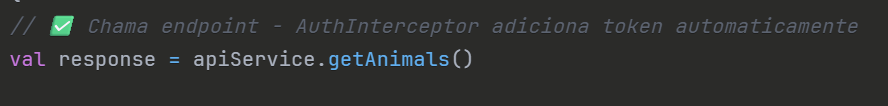 // ✅ Chama endpoint - AuthInterceptor adiciona token automaticamente
val response = apiService.getAnimals()